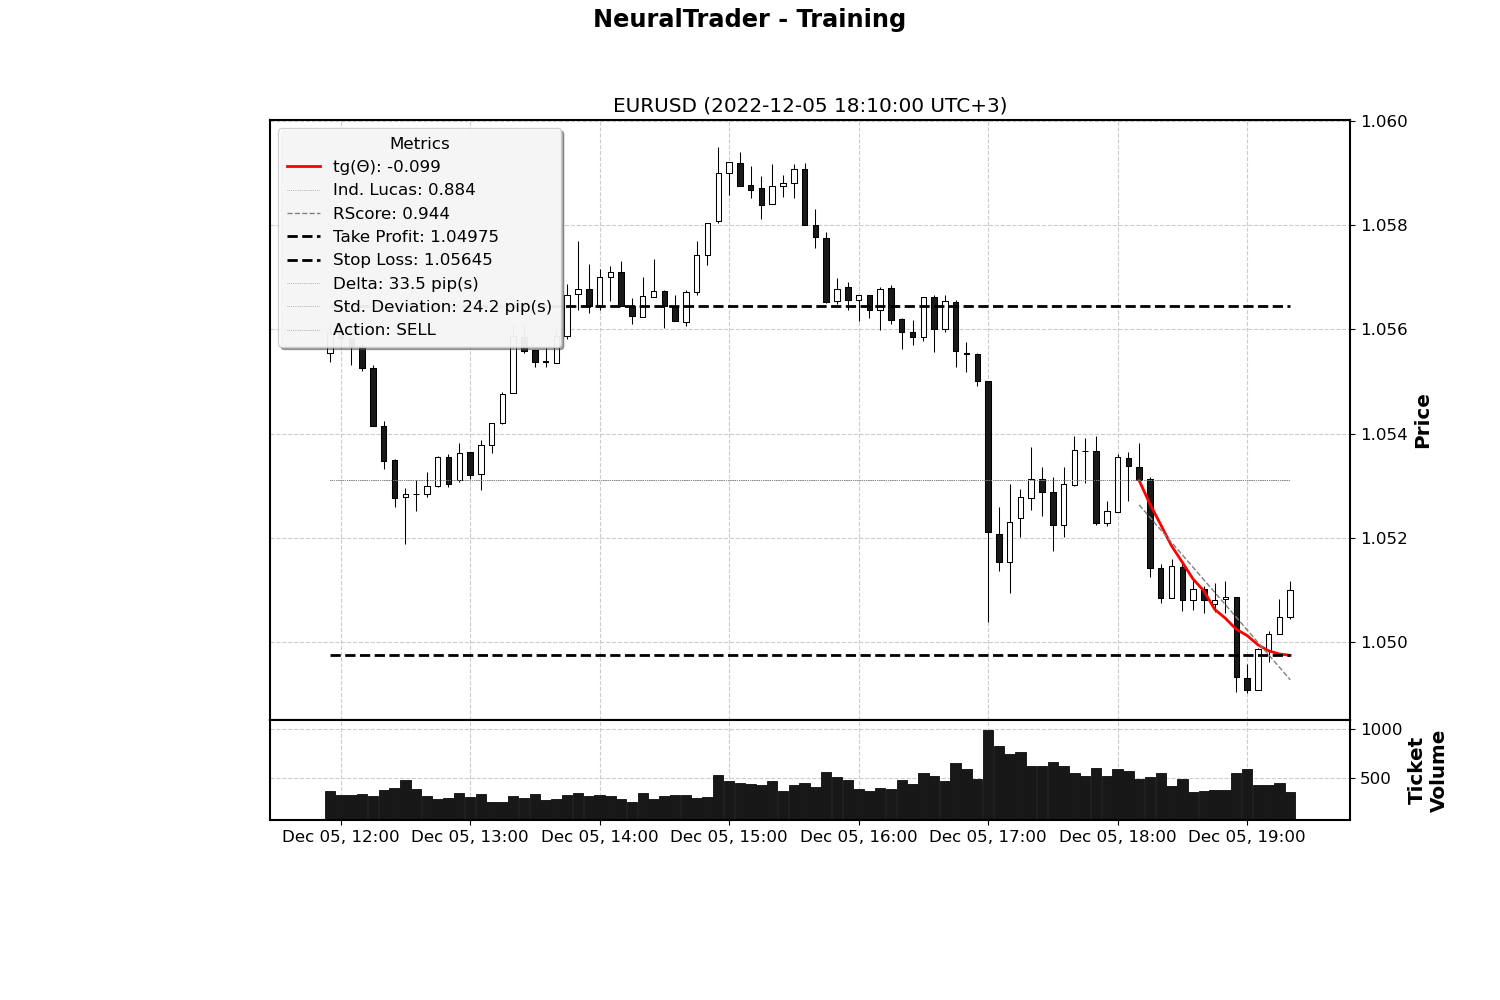 NeuralTrader - Training
EURUSD (2022-12-05 18:10:00 UTC+3)
Metrics
tg(Θ): -0.099
Ind. Lucas: 0.884
RScore: 0.944
Take Profit: 1.04975
Stop Loss: 1.05645
Delta: 33.5 pip(s)
Std. Deviation: 24.2 pip(s)
Action: SELL
1.060
1.058
1.056
1.054
1.052
1.050
Price
1000
500
Ticket
Volume
Dec 05, 12:00
Dec 05, 13:00
Dec 05, 14:00
Dec 05, 15:00
Dec 05, 16:00
Dec 05, 17:00
Dec 05, 18:00
Dec 05, 19:00